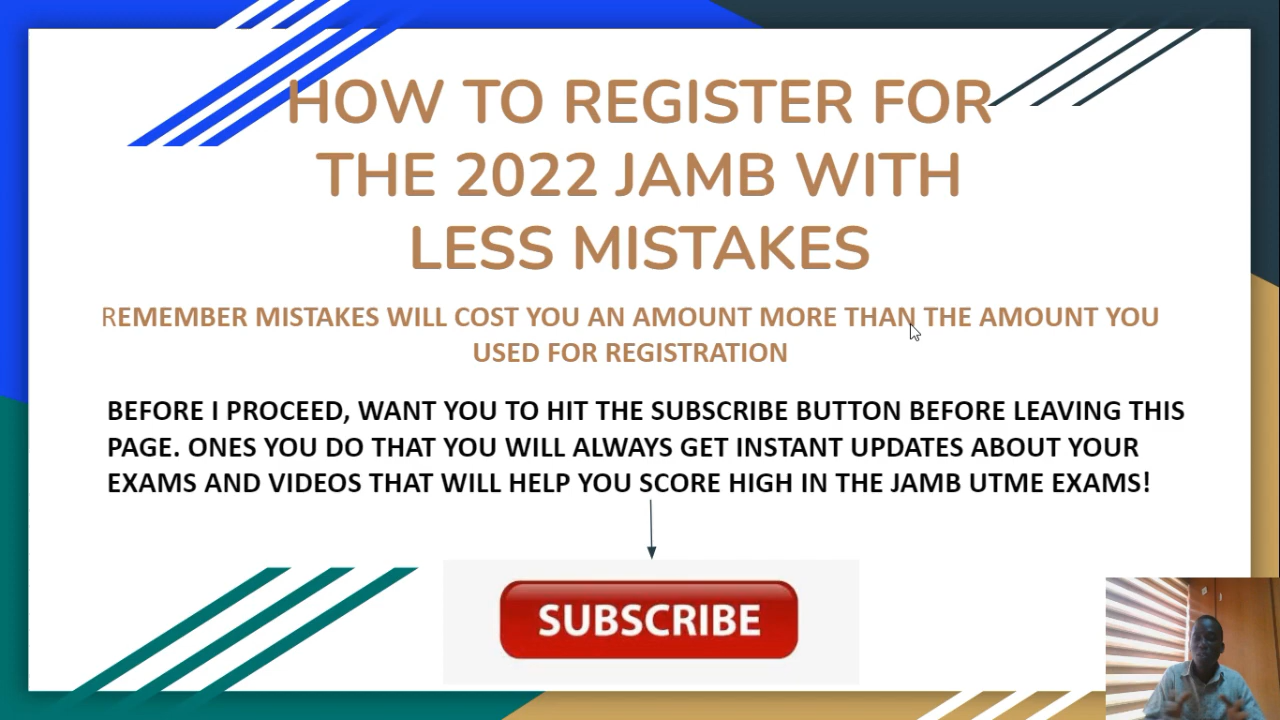 HOW TO REGISTER FOR
THE 2022 JAMB WITH
LESS MISTAKES
REMEMBER MISTAKES WILL COST YOU AN AMOUNT MORE THAN THE AMOUNT YOU
USED FOR REGISTRATION
BEFORE I PROCEED, WANT YOU TO HIT THE SUBSCRIBE BUTTON BEFORE LEAVING THIS
PAGE. ONES YOU DO THAT YOU WILL ALWAYS GET INSTANT UPDATES ABOUT YOUR
EXAMS AND VIDEOS THAT WILL HELP YOU SCORE HIGH IN THE JAMB UTME EXAMS!
SUBSCRIBE